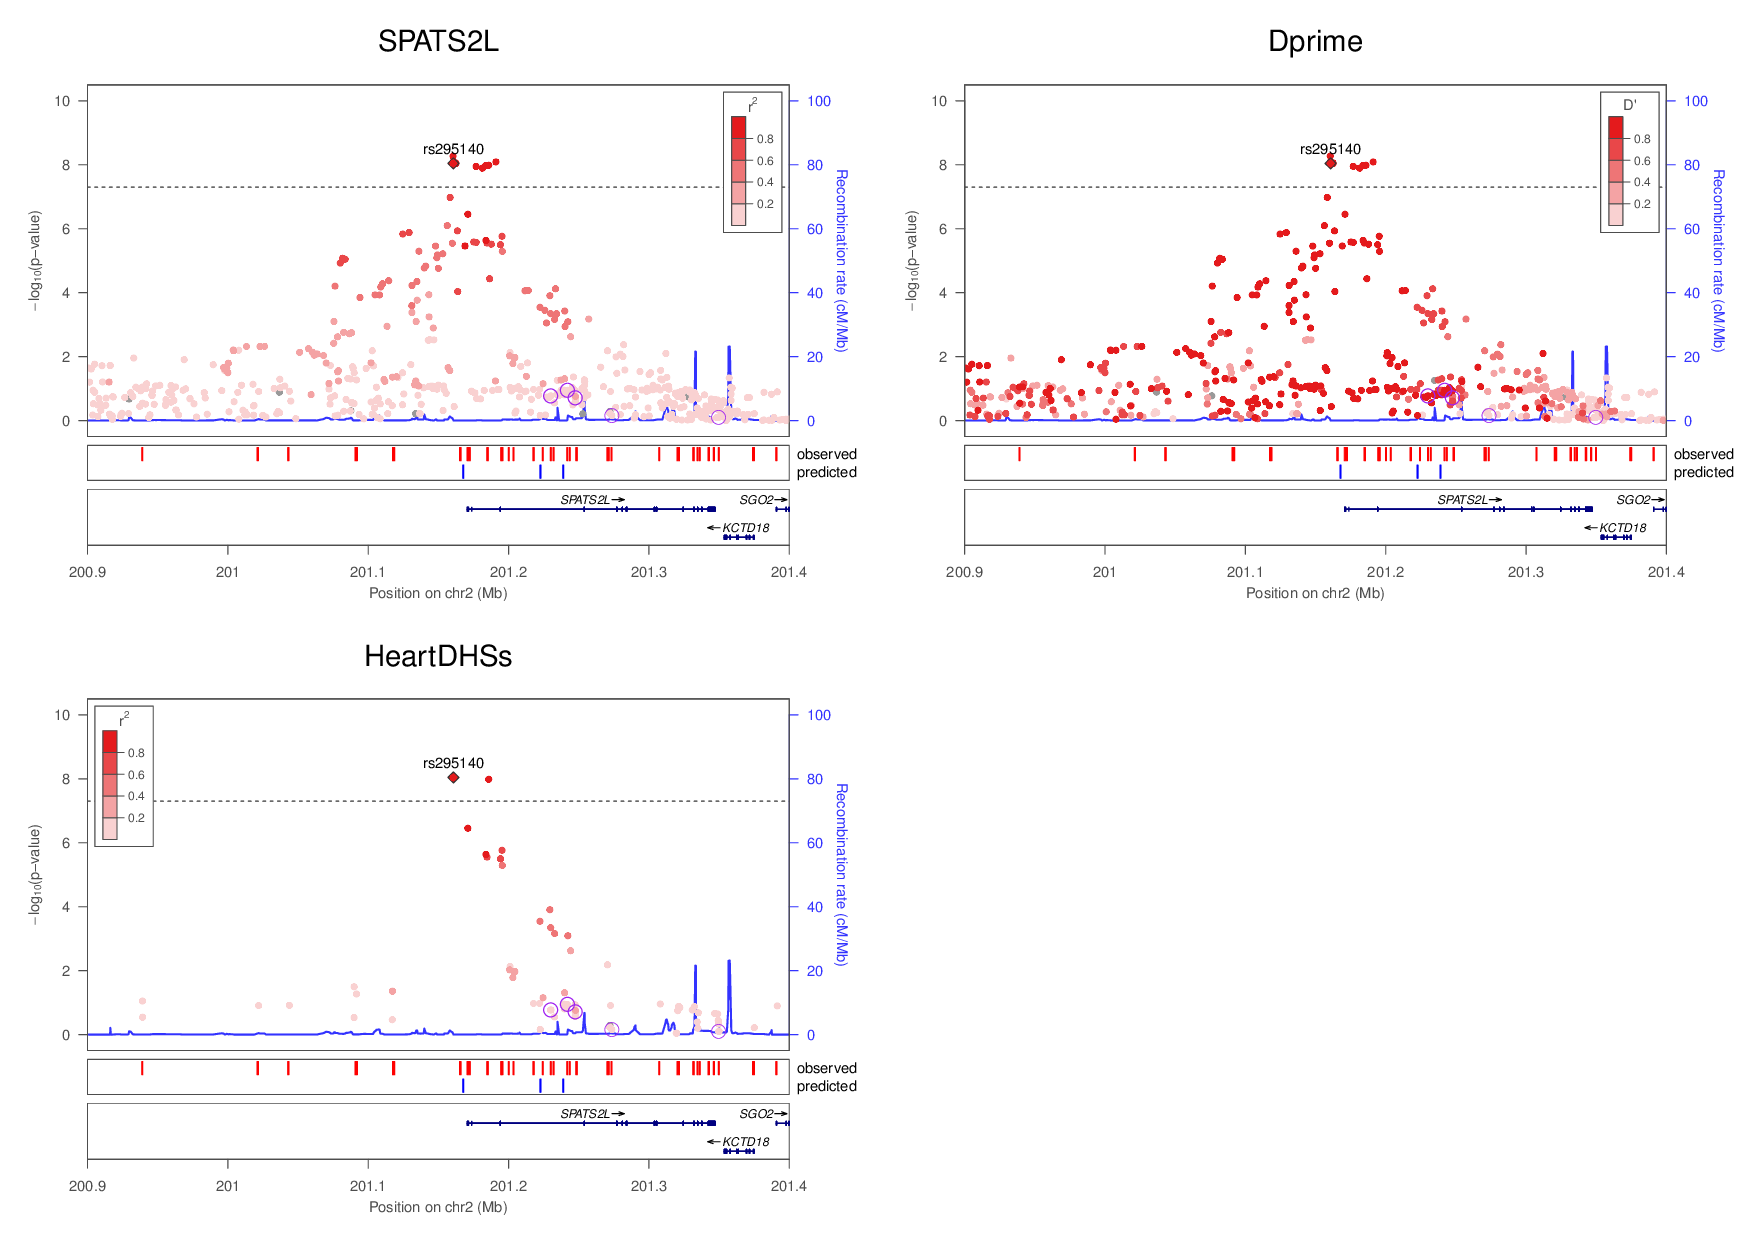 SPATS2L
10
8
6
4
2
0
−log10(p−value)
100
80
60
40
20
0
Recombination rate (cM/Mb)
r2
0.8
0.6
0.4
0.2
rs295140
observed
predicted
SPATS2L
SGO2
KCTD18
200.9 201 201.1 201.2 201.3 201.4
Position on chr2 (Mb)
Dprime
10
8
6
4
2
0
−log10(p−value)
100
80
60
40
20
0
Recombination rate (cM/Mb)
D'
0.8
0.6
0.4
0.2
rs295140
observed
predicted
SPATS2L
SGO2
KCTD18
200.9 201 201.1 201.2 201.3 201.4
Position on chr2 (Mb)
HeartDHSs
10
8
6
4
2
0
−log10(p−value)
100
80
60
40
20
0
Recombination rate (cM/Mb)
r2
0.8
0.6
0.4
0.2
rs295140
observed
predicted
SPATS2L
SGO2
KCTD18
200.9 201 201.1 201.2 201.3 201.4
Position on chr2 (Mb)